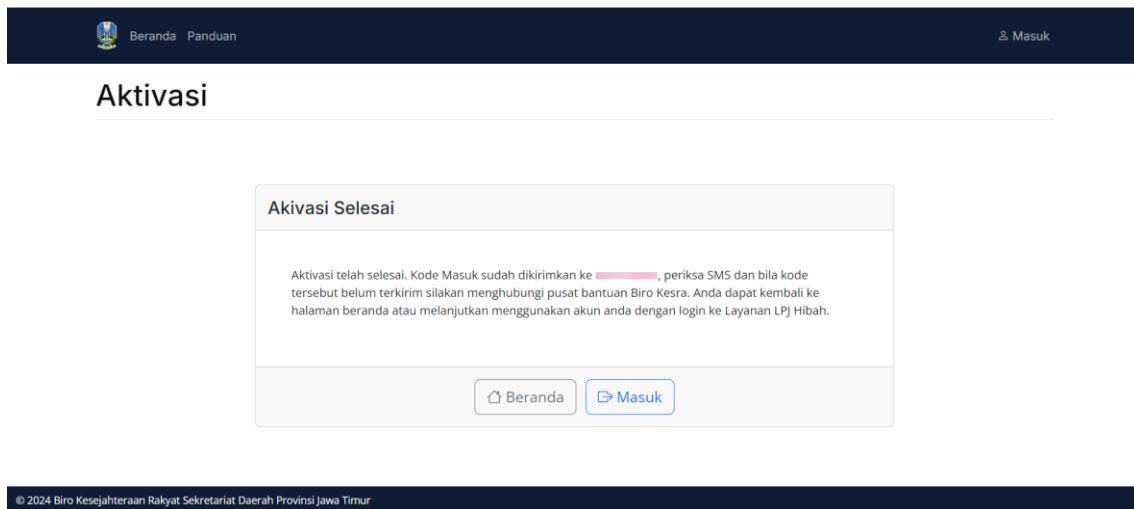 Beranda Panduan Masuk
Aktivasi
Akivasi Selesai
Aktivasi telah selesai. Kode Masuk sudah dikirimkan ke , periksa SMS dan bila kode
tersebut belum terkirim silakan menghubungi pusat bantuan Biro Kesra. Anda dapat kembali ke
halaman beranda atau melanjutkan menggunakan akun anda dengan login ke Layanan LPJ Hibah.
Beranda Masuk
© 2024 Biro Kesejahteraan Rakyat Sekretariat Daerah Provinsi Jawa Timur